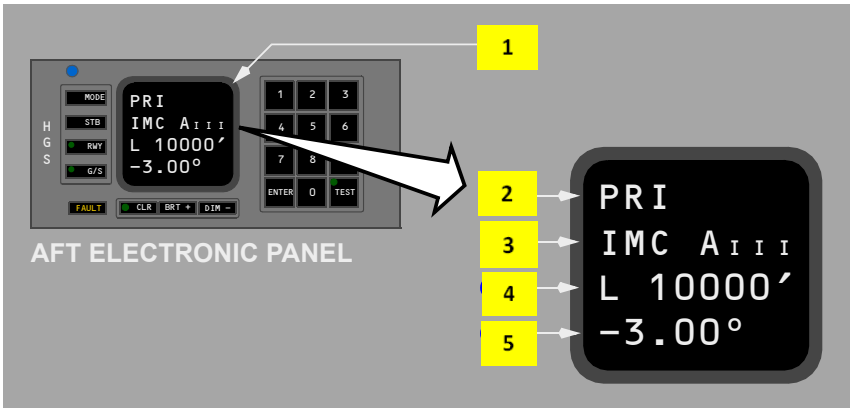 1
HGS
MODE
STB
RWY
G/S
FAULT
PRI
IMC AIII
L 10000′
-3.00°
CLR BRT + DIM -
1 2 3
4 5 6
7 8
ENTER 0 TEST
AFT ELECTRONIC PANEL
2 PRI
3 IMC AIII
4 L 10000′
5 -3.00°